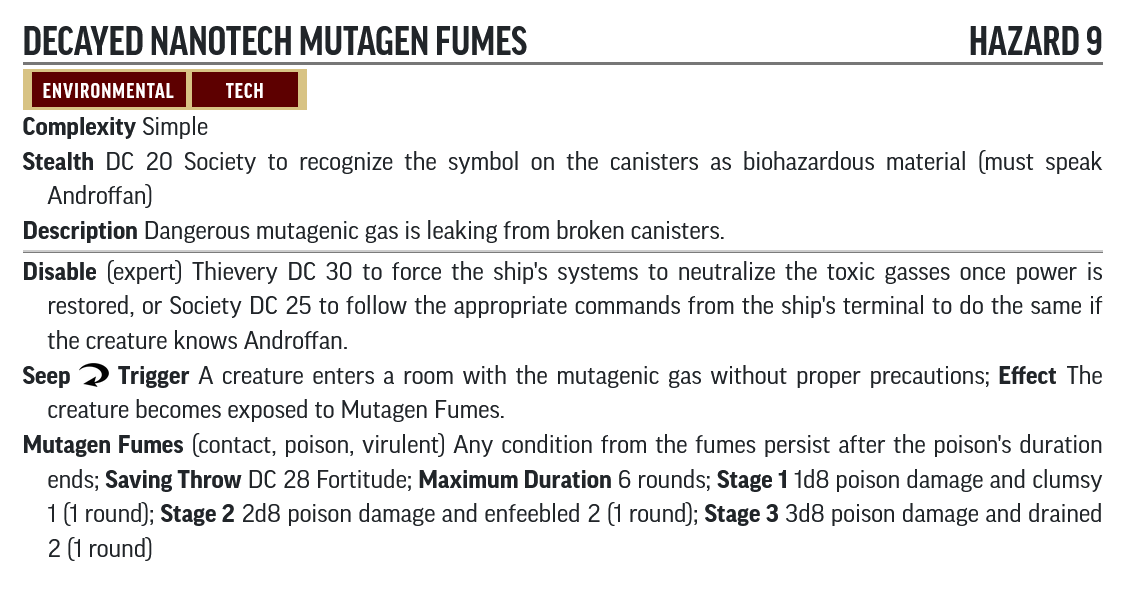 DECAYED NANOTECH MUTAGEN FUMES HAZARD 9
ENVIRONMENTAL TECH
Complexity Simple
Stealth DC 20 Society to recognize the symbol on the canisters as biohazardous material (must speak
Androffan)
Description Dangerous mutagenic gas is leaking from broken canisters.
Disable (expert) Thievery DC 30 to force the ship's systems to neutralize the toxic gasses once power is
restored, or Society DC 25 to follow the appropriate commands from the ship's terminal to do the same if
the creature knows Androffan.
Seep Trigger A creature enters a room with the mutagenic gas without proper precautions; Effect The
creature becomes exposed to Mutagen Fumes.
Mutagen Fumes (contact, poison, virulent) Any condition from the fumes persist after the poison's duration
ends; Saving Throw DC 28 Fortitude; Maximum Duration 6 rounds; Stage 1 1d8 poison damage and clumsy
1 (1 round); Stage 2 2d8 poison damage and enfeebled 2 (1 round); Stage 3 3d8 poison damage and drained
2 (1 round)